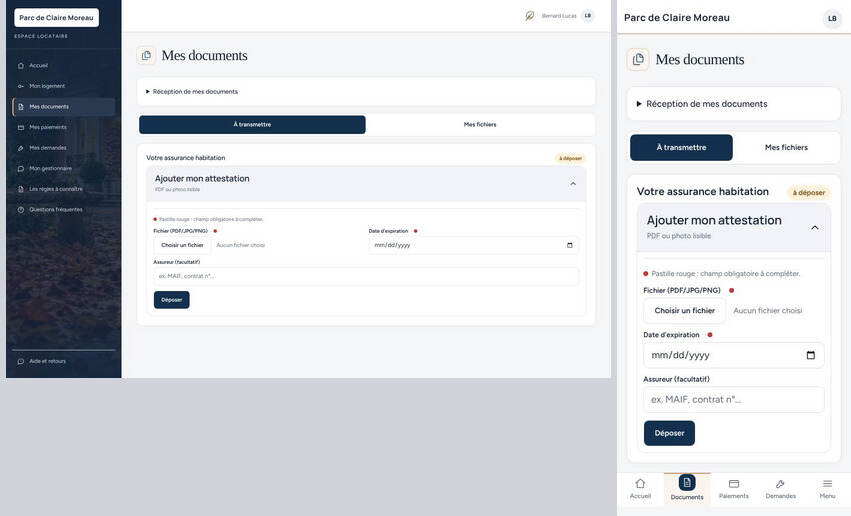 Parc de Claire Moreau
ESPACE LOCATAIRE
Accueil
Mon logement
Mes documents
Mes paiements
Mes demandes
Mon gestionnaire
Les règles à connaître
Questions fréquentes
Aide et retours
Bernard Lucas LB
Mes documents
Réception de mes documents
À transmettre
Mes fichiers
Votre assurance habitation
à déposer
Ajouter mon attestation
PDF ou photo lisible
Pastille rouge : champ obligatoire à compléter.
Fichier (PDF/JPG/PNG)
Date d'expiration
Choisir un fichier Aucun fichier choisi
mm/dd/yyyy
Assureur (facultatif)
ex. MAIF, contrat n°...
Déposer
Parc de Claire Moreau
LB
Mes documents
Réception de mes documents
À transmettre
Mes fichiers
Votre assurance habitation
à déposer
Ajouter mon attestation
PDF ou photo lisible
Pastille rouge : champ obligatoire à compléter.
Fichier (PDF/JPG/PNG)
Choisir un fichier Aucun fichier choisi
Date d'expiration
mm/dd/yyyy
Assureur (facultatif)
ex. MAIF, contrat n°...
Déposer
Accueil
Documents
Paiements
Demandes
Menu